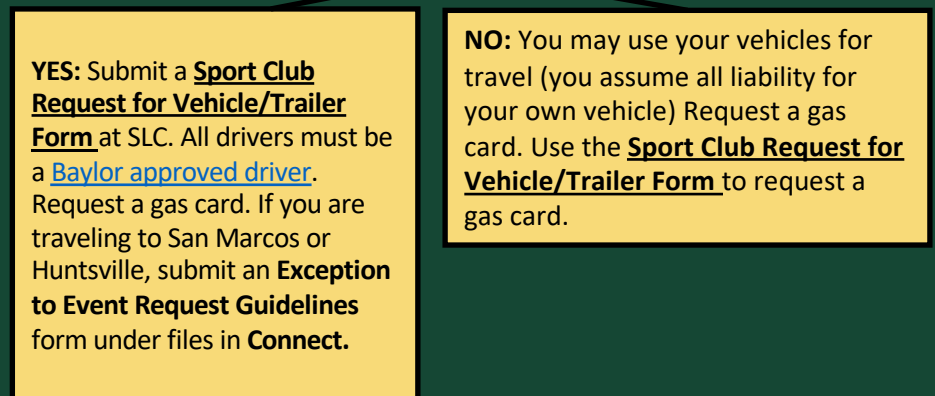 YES: Submit a Sport Club
Request for Vehicle/Trailer
Form at SLC. All drivers must be
a Baylor approved driver.
Request a gas card. If you are
traveling to San Marcos or
Huntsville, submit an Exception
to Event Request Guidelines
form under files in Connect.
NO: You may use your vehicles for
travel (you assume all liability for
your own vehicle) Request a gas
card. Use the Sport Club Request for
Vehicle/Trailer Form to request a
gas card.